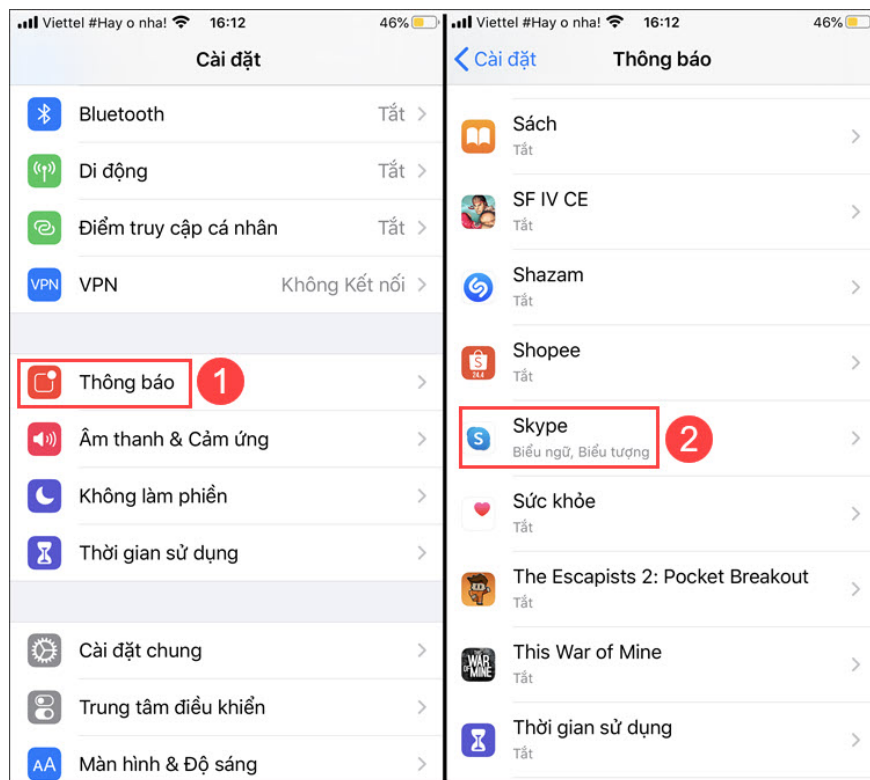 Viettel #Hay o nha! 16:12 46%
Cài đặt
Bluetooth Tắt
Di động Tắt
Điểm truy cập cá nhân Tắt
VPN VPN Không Kết nối
Thông báo 1
Âm thanh & Cảm ứng
Không làm phiền
Thời gian sử dụng
Cài đặt chung
Trung tâm điều khiển
AA Màn hình & Độ sáng
Viettel #Hay o nha! 16:12 46%
Cài đặt Thông báo
Sách
Tắt
SF IV CE
Tắt
Shazam
Tắt
Shopee
Tắt
S
24.4
Skype
Biểu ngữ, Biểu tượng
S
2
Sức khỏe
Tắt
The Escapists 2: Pocket Breakout
Tắt
This War of Mine
Tắt
WAR
OF MINE
Thời gian sử dụng
Tắt